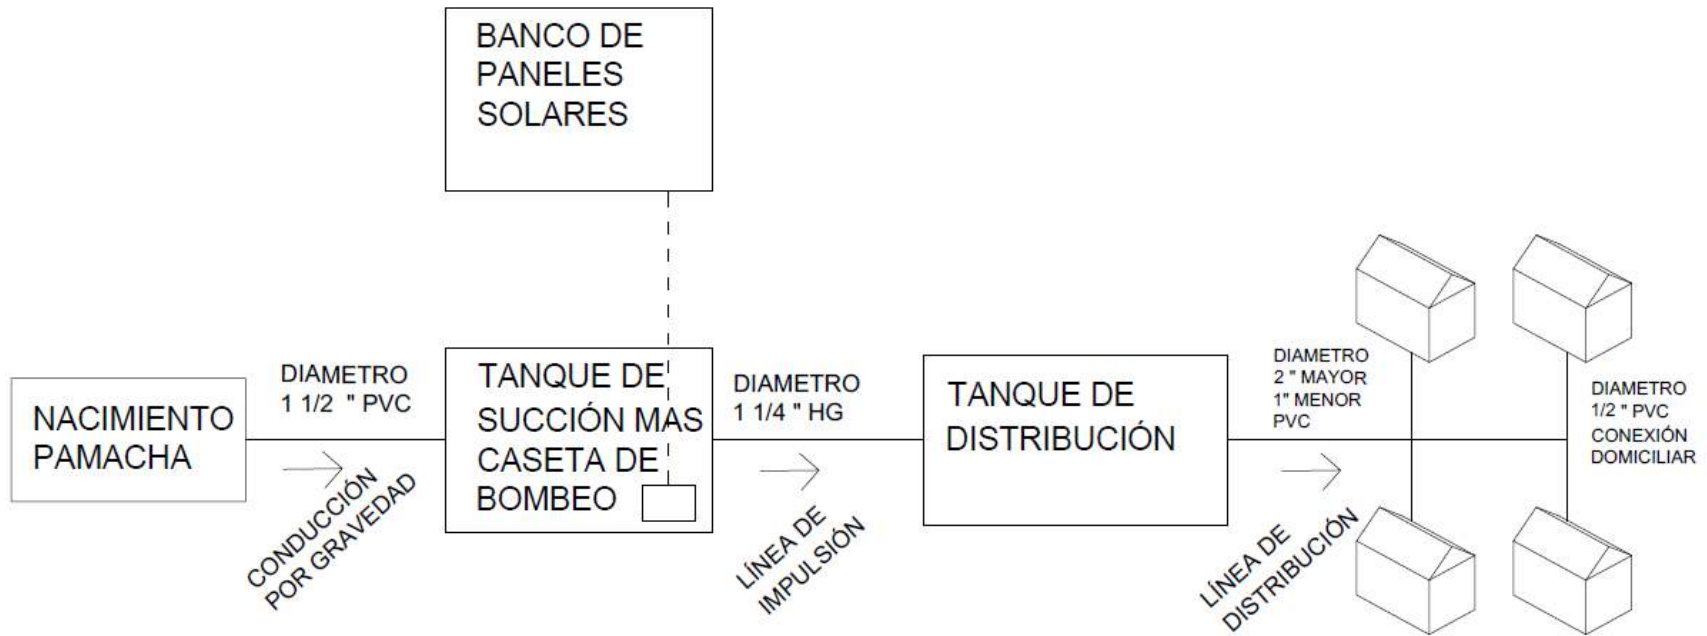 BANCO DE
PANELES
SOLARES
NACIMIENTO
PAMACHA
DIAMETRO
1 1/2 " PVC
CONDUCCIÓN
POR GRAVEDAD
TANQUE DE
SUCCIÓN MAS
CASETA DE
BOMBEO
DIAMETRO
1 1/4 " HG
LÍNEA DE
IMPULSIÓN
TANQUE DE
DISTRIBUCIÓN
DIAMETRO
2 " MAYOR
1" MENOR
PVC
LÍNEA DE
DISTRIBUCIÓN
DIAMETRO
1/2 " PVC
CONEXIÓN
DOMICILIAR